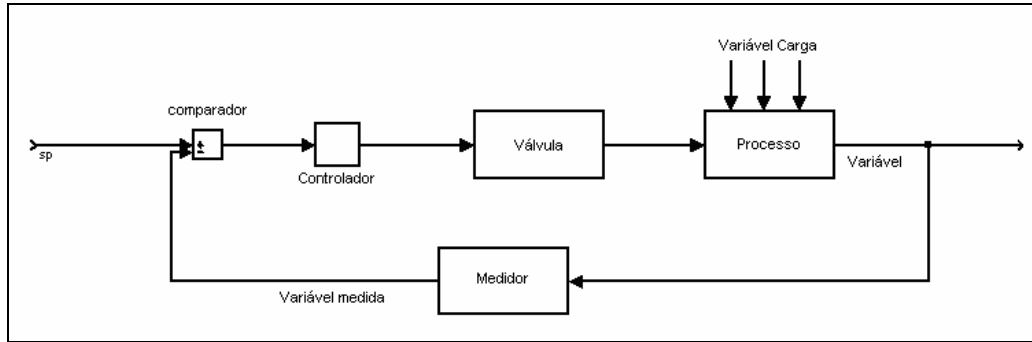 Variável Carga
comparador
sp
±
Controlador
Válvula
Processo
Variável
Medidor
Variável medida